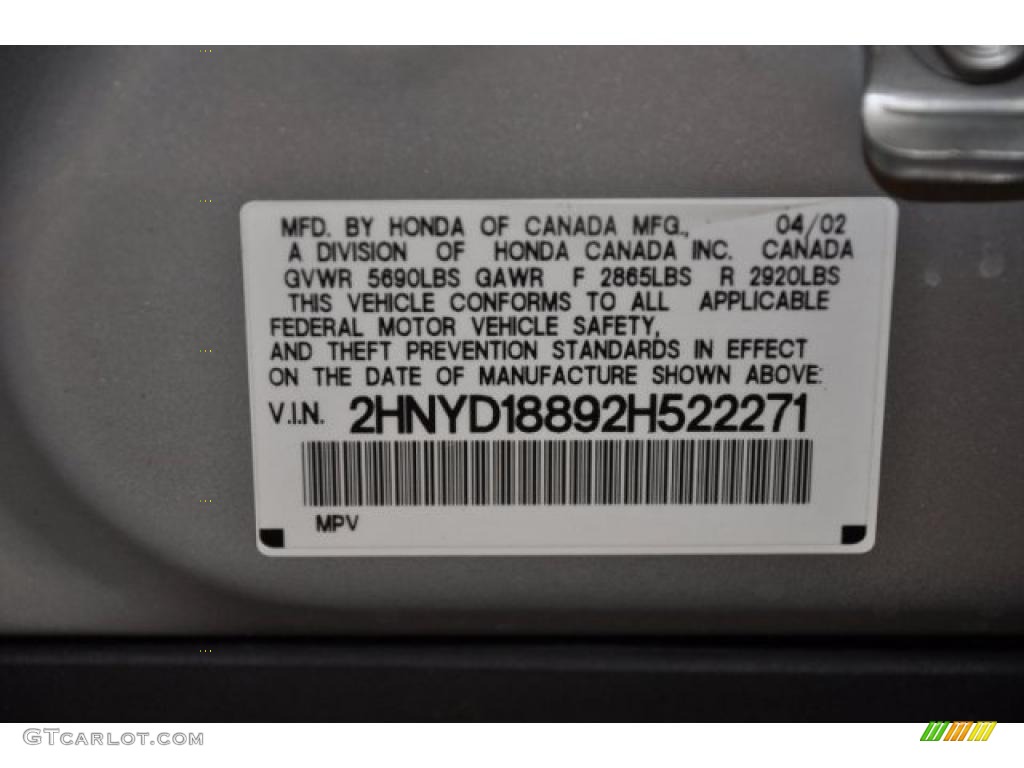 MFD. BY HONDA OF CANADA MFG., 04/02
A DIVISION OF HONDA CANADA INC. CANADA
GVWR 5690LBS GAWR F 2865LBS R 2920LBS
THIS VEHICLE CONFORMS TO ALL APPLICABLE
FEDERAL MOTOR VEHICLE SAFETY,
AND THEFT PREVENTION STANDARDS IN EFFECT
ON THE DATE OF MANUFACTURE SHOWN ABOVE:
V.I.N. 2HNYD18892H522271
MPV
GTCARLOT.COM